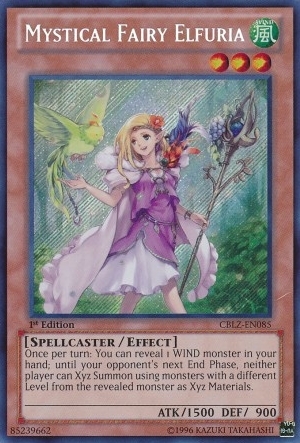 MYSTICAL FAIRY ELFURIA
WIND
風
1st Edition
CBLZ-EN085
[SPELLCASTER / EFFECT]
Once per turn: You can reveal 1 WIND monster in your
hand; until your opponent's next End Phase, neither
player can Xyz Summon using monsters with a different
Level from the revealed monster as Xyz Materials.
ATK/1500 DEF/ 900
85239662
©1996 KAZUKI TAKAHASHI